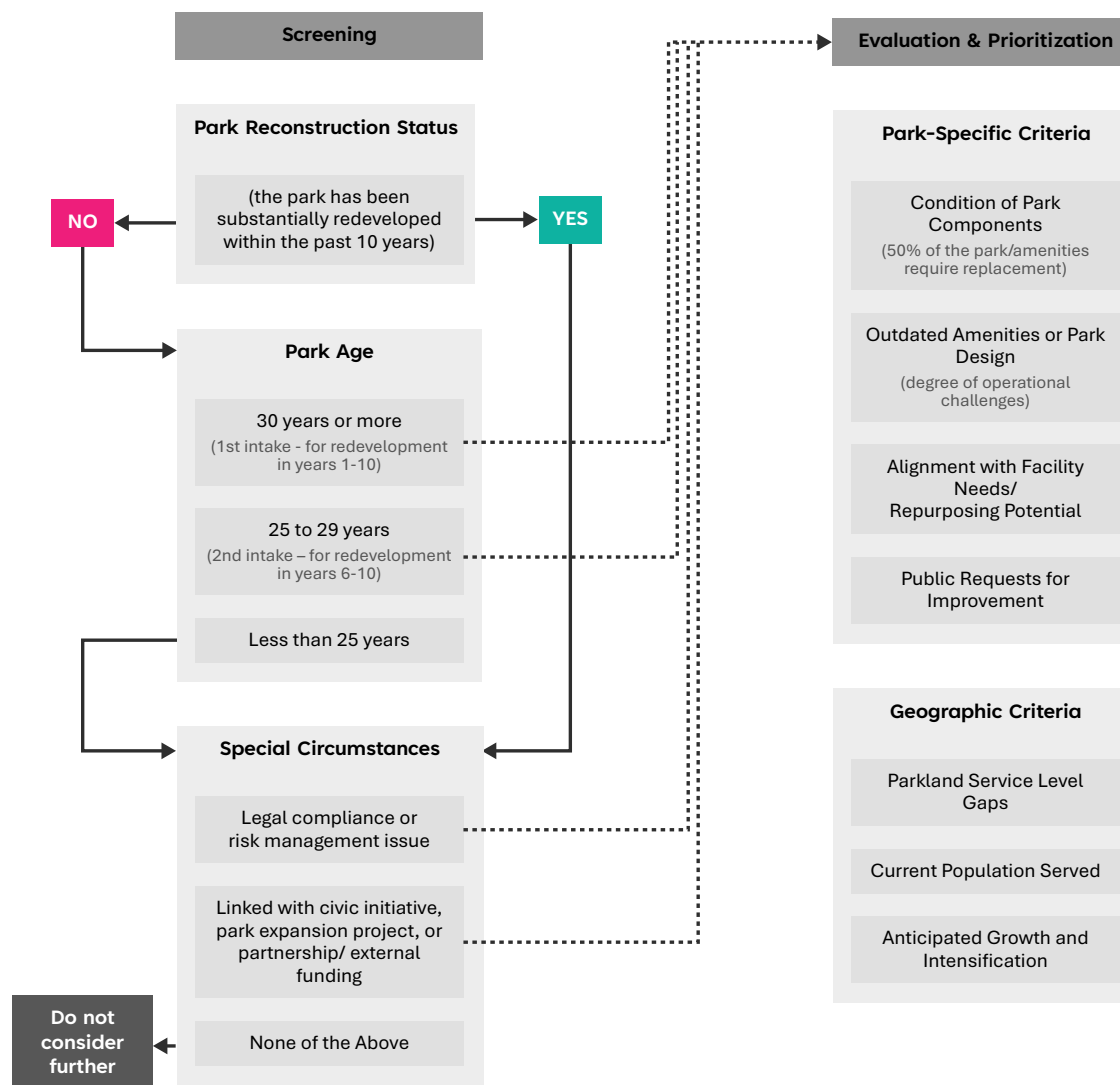 Screening
Park Reconstruction Status
(the park has been
substantially redeveloped
within the past 10 years)
NO
YES
Park Age
30 years or more
(1st intake - for redevelopment
in years 1-10)
25 to 29 years
(2nd intake – for redevelopment
in years 6-10)
Less than 25 years
Special Circumstances
Legal compliance or
risk management issue
Linked with civic initiative,
park expansion project, or
partnership/ external
funding
None of the Above
Do not
consider
further
Evaluation & Prioritization
Park-Specific Criteria
Condition of Park
Components
(50% of the park/amenities
require replacement)
Outdated Amenities or Park
Design
(degree of operational
challenges)
Alignment with Facility
Needs/
Repurposing Potential
Public Requests for
Improvement
Geographic Criteria
Parkland Service Level
Gaps
Current Population Served
Anticipated Growth and
Intensification